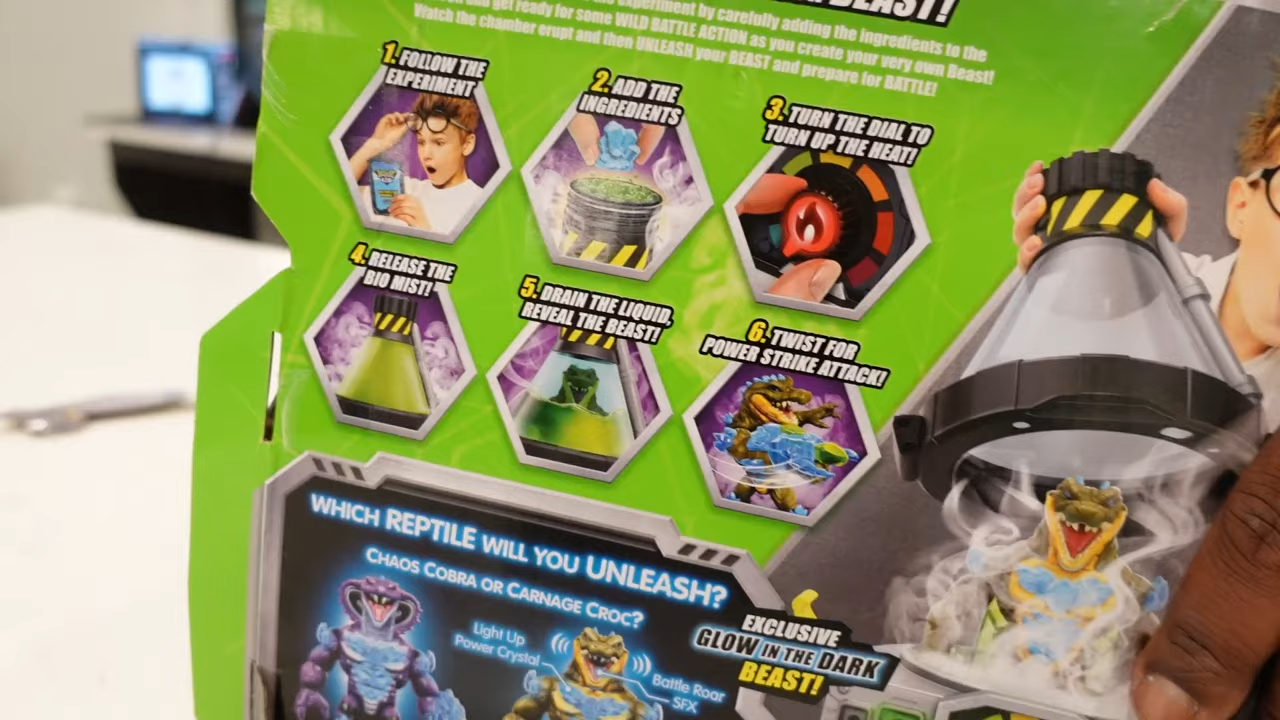 BEAST!
the experiment by carefully adding the ingredients to the
and get ready for some WILD BATTLE ACTION as you create your very own Beast!
Watch the chamber erupt and then UNLEASH your BEAST and prepare for BATTLE!
1. FOLLOW THE
EXPERIMENT
2. ADD THE
INGREDIENTS
3. TURN THE DIAL TO
TURN UP THE HEAT!
4. RELEASE THE
BIO MIST!
5. DRAIN THE LIQUID,
REVEAL THE BEAST!
6. TWIST FOR
POWER STRIKE ATTACK!
WHICH REPTILE WILL YOU UNLEASH?
CHAOS COBRA OR CARNAGE CROC?
Light Up
Power Crystal
Battle Roar
SFX
EXCLUSIVE
GLOW IN THE DARK
BEAST!